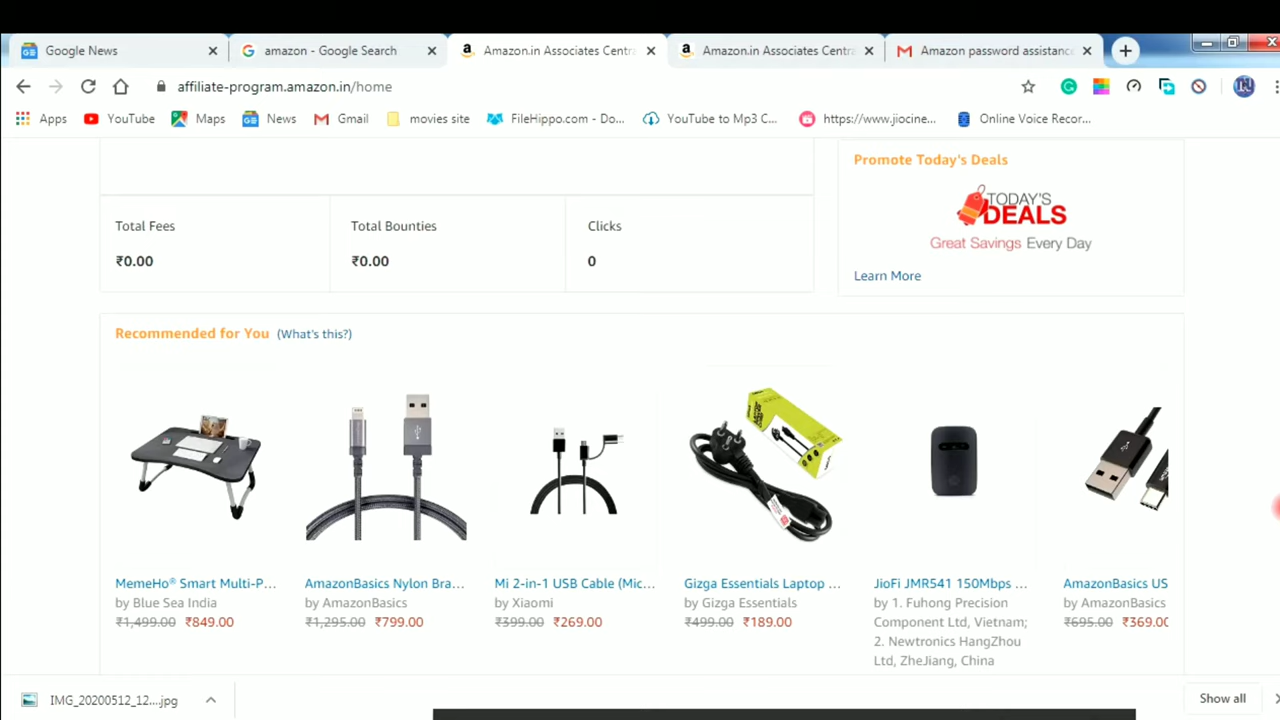 Google News
amazon - Google Search
Amazon.in Associates Centra
Amazon.in Associates Centra
Amazon password assistance
affiliate-program.amazon.in/home
Apps
YouTube
Maps
News
Gmail
movies site
FileHippo.com - Do...
YouTube to Mp3 C...
https://www.jiocine...
Online Voice Recor...
Promote Today's Deals
TODAY'S
DEALS
Great Savings Every Day
Learn More
Total Fees
Total Bounties
Clicks
₹0.00
₹0.00
0
Recommended for You (What's this?)
MemeHo® Smart Multi-P...
by Blue Sea India
₹1,499.00 ₹849.00
AmazonBasics Nylon Bra...
by AmazonBasics
₹1,295.00 ₹799.00
Mi 2-in-1 USB Cable (Mic...
by Xiaomi
₹399.00 ₹269.00
Gizga Essentials Laptop ...
by Gizga Essentials
₹499.00 ₹189.00
JioFi JMR541 150Mbps ...
by 1. Fuhong Precision
Component Ltd, Vietnam;
2. Newtronics HangZhou
Ltd, ZheJiang, China
AmazonBasics US
by AmazonBasics
₹695.00 ₹369.00
IMG_20200512_12....jpg
Show all